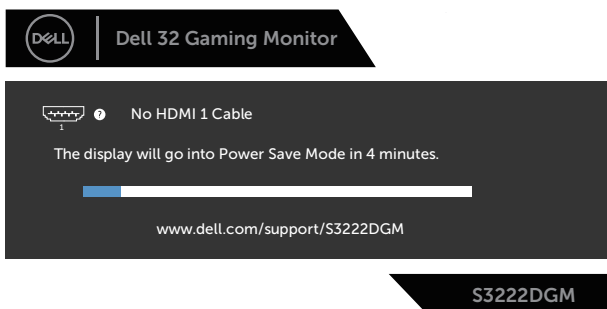 DELL
Dell 32 Gaming Monitor
? No HDMI 1 Cable
1
The display will go into Power Save Mode in 4 minutes.
www.dell.com/support/S3222DGM
S3222DGM